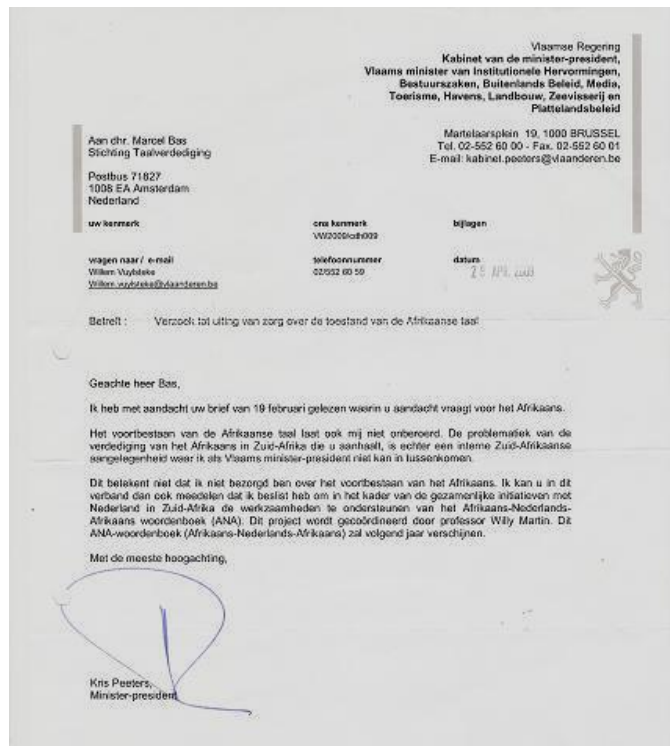 Vlaamse Regering
Kabinet van de minister-president,
Vlaams minister van Institutionele Hervormingen,
Bestuurszaken, Buitenlands Beleid, Media,
Toerisme, Havens, Landbouw, Zeevisserij en
Plattelandsbeleid
Martelaarsplein 19, 1000 BRUSSEL
Tel. 02-552 60 00 - Fax. 02-552 60 01
E-mail: kabinet.peeters@vlaanderen.be
Aan dhr. Marcel Bas
Stichting Taalverdediging
Postbus 71827
1008 EA Amsterdam
Nederland
uw kenmerk
ons kenmerk
bijlagen
vragen naar / e-mail
telefoonnummer
datum
Willem Vuylsteke
02/552 60 59
APR. 2009
Willem.vuylsteke@vlaanderen.be
Betreft : Verzoek tot uiting van zorg over de toestand van de Afrikaanse taal
Geachte heer Bas,
Ik heb met aandacht uw brief van 19 februari gelezen waarin u aandacht vraagt voor het Afrikaans.
Het voortbestaan van de Afrikaanse taal laat ook mij niet onberoerd. De problematiek van de
verdediging van het Afrikaans in Zuid-Afrika die u aanhaalt, is echter een interne Zuid-Afrikaanse
aangelegenheid waar ik als Vlaams minister-president niet kan in tussenkomen.
Dit betekent niet dat ik niet bezorgd ben over het voortbestaan van het Afrikaans. Ik kan u in dit
verband dan ook meedelen dat ik beslist heb om in het kader van de gezamenlijke initiatieven met
Nederland in Zuid-Afrika de werkzaamheden te ondersteunen van het Afrikaans-Nederlands-
Afrikaans woordenboek (ANA). Dit project wordt gecoördineerd door professor Willy Martin. Dit
ANA-woordenboek (Afrikaans-Nederlands-Afrikaans) zal volgend jaar verschijnen.
Met de meeste hoogachting,
Kris Peeters,
Minister-president